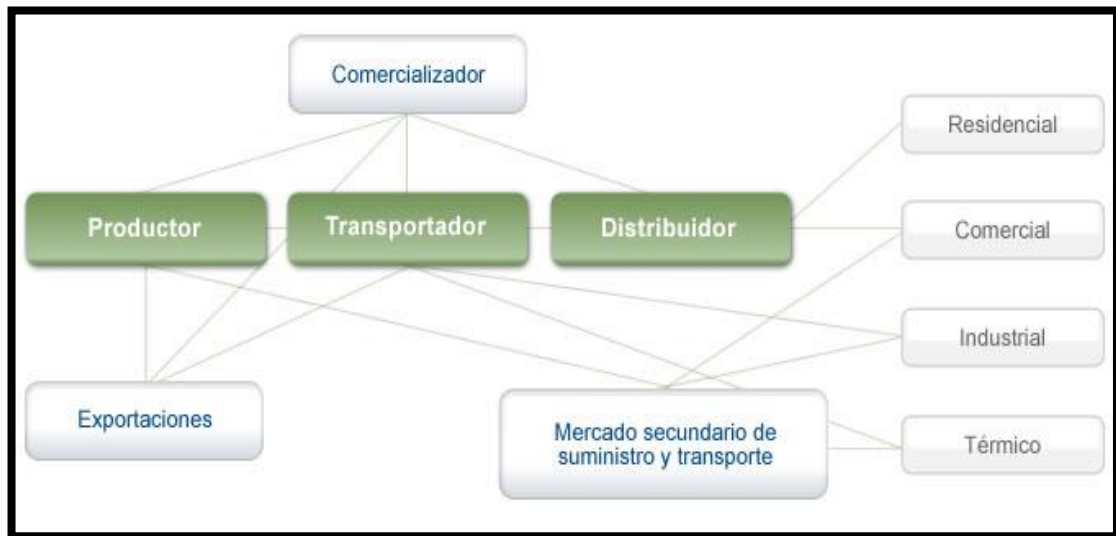 Comercializador
Residencial
Productor
Transportador
Distribuidor
Comercial
Industrial
Exportaciones
Mercado secundario de
suministro y transporte
Térmico